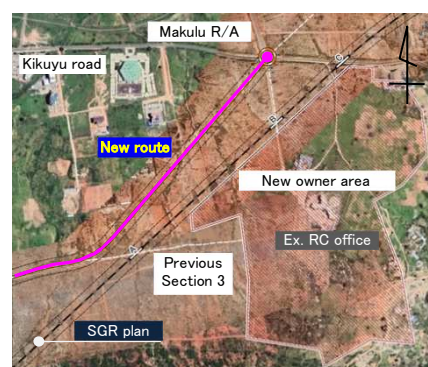 Makulu R/A
Kikuyu road
New route
New owner area
Ex. RC office
Previous
Section 3
SGR plan